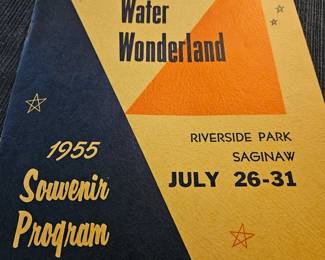 Water
Wonderland
RIVERSIDE PARK
SAGINAW
JULY 26-31
1955
Souvenir
Program